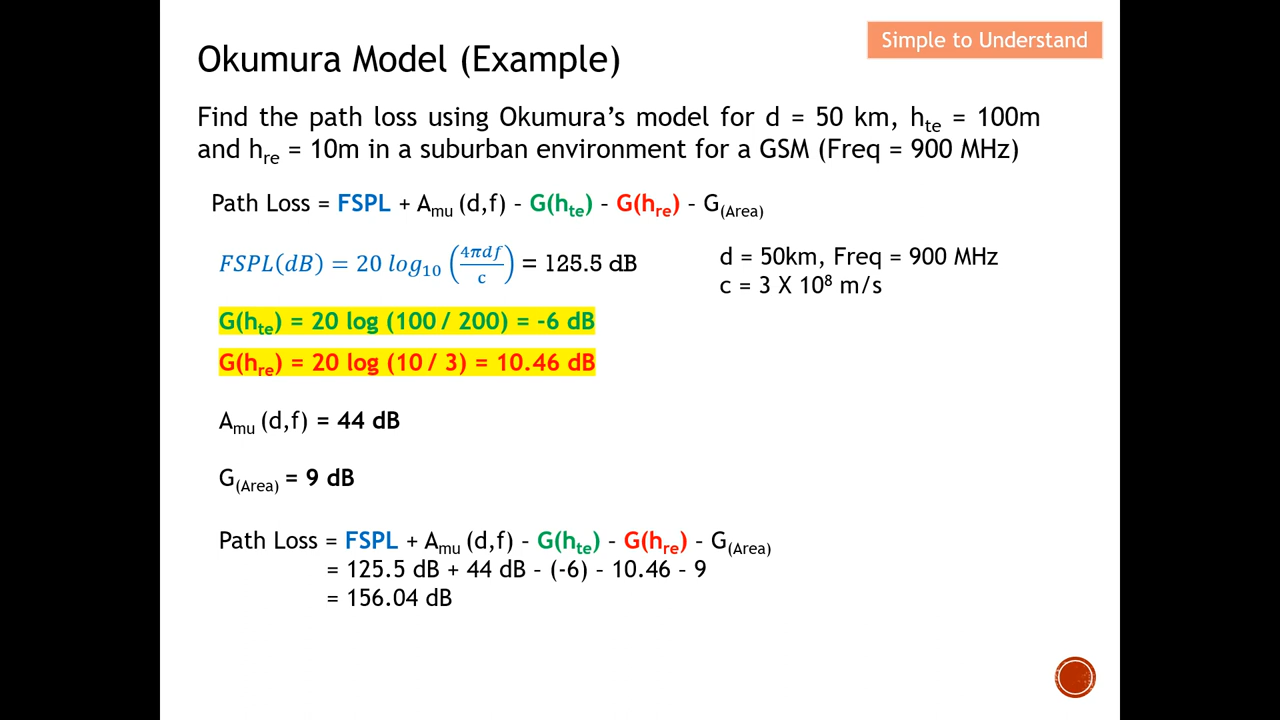 Simple to Understand
Okumura Model (Example)
Find the path loss using Okumura's model for d = 50 km, hte = 100m
and hre = 10m in a suburban environment for a GSM (Freq = 900 MHz)
Path Loss = FSPL + Amu (d,f) – G(hte) – G(hre) – G(Area)
FSPL(dB) = 20 log10 (4πdf/c) = 125.5 dB
d = 50km, Freq = 900 MHz
c = 3 X 10⁸ m/s
G(hte) = 20 log (100 / 200) = -6 dB
G(hre) = 20 log (10 / 3) = 10.46 dB
Amu (d,f) = 44 dB
G(Area) = 9 dB
Path Loss = FSPL + Amu (d,f) – G(hte) – G(hre) – G(Area)
= 125.5 dB + 44 dB – (-6) – 10.46 – 9
= 156.04 dB